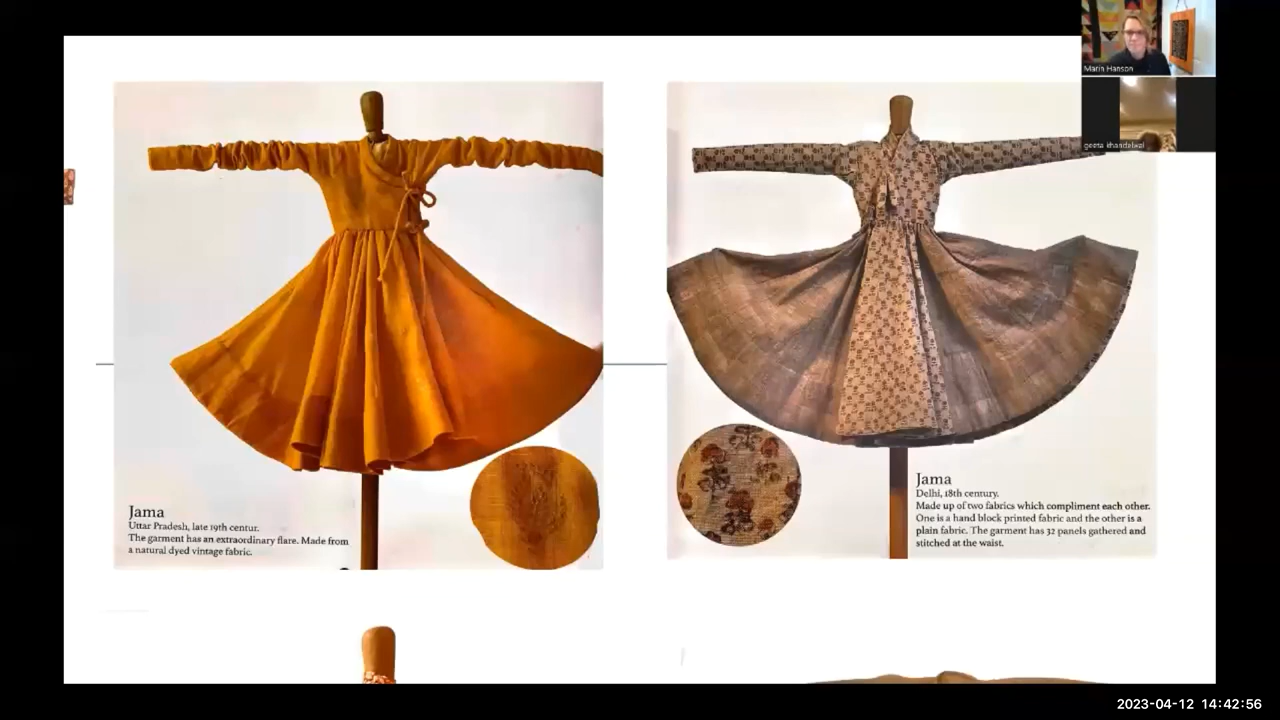 Marin Hanson
geeta khandelwal
Jama
Uttar Pradesh, late 19th centur.
The garment has an extraordinary flare. Made from
a natural dyed vintage fabric.
Jama
Delhi, 18th century.
Made up of two fabrics which compliment each other.
One is a hand block printed fabric and the other is a
plain fabric. The garment has 32 panels gathered and
stitched at the waist.
2023-04-12 14:42:56